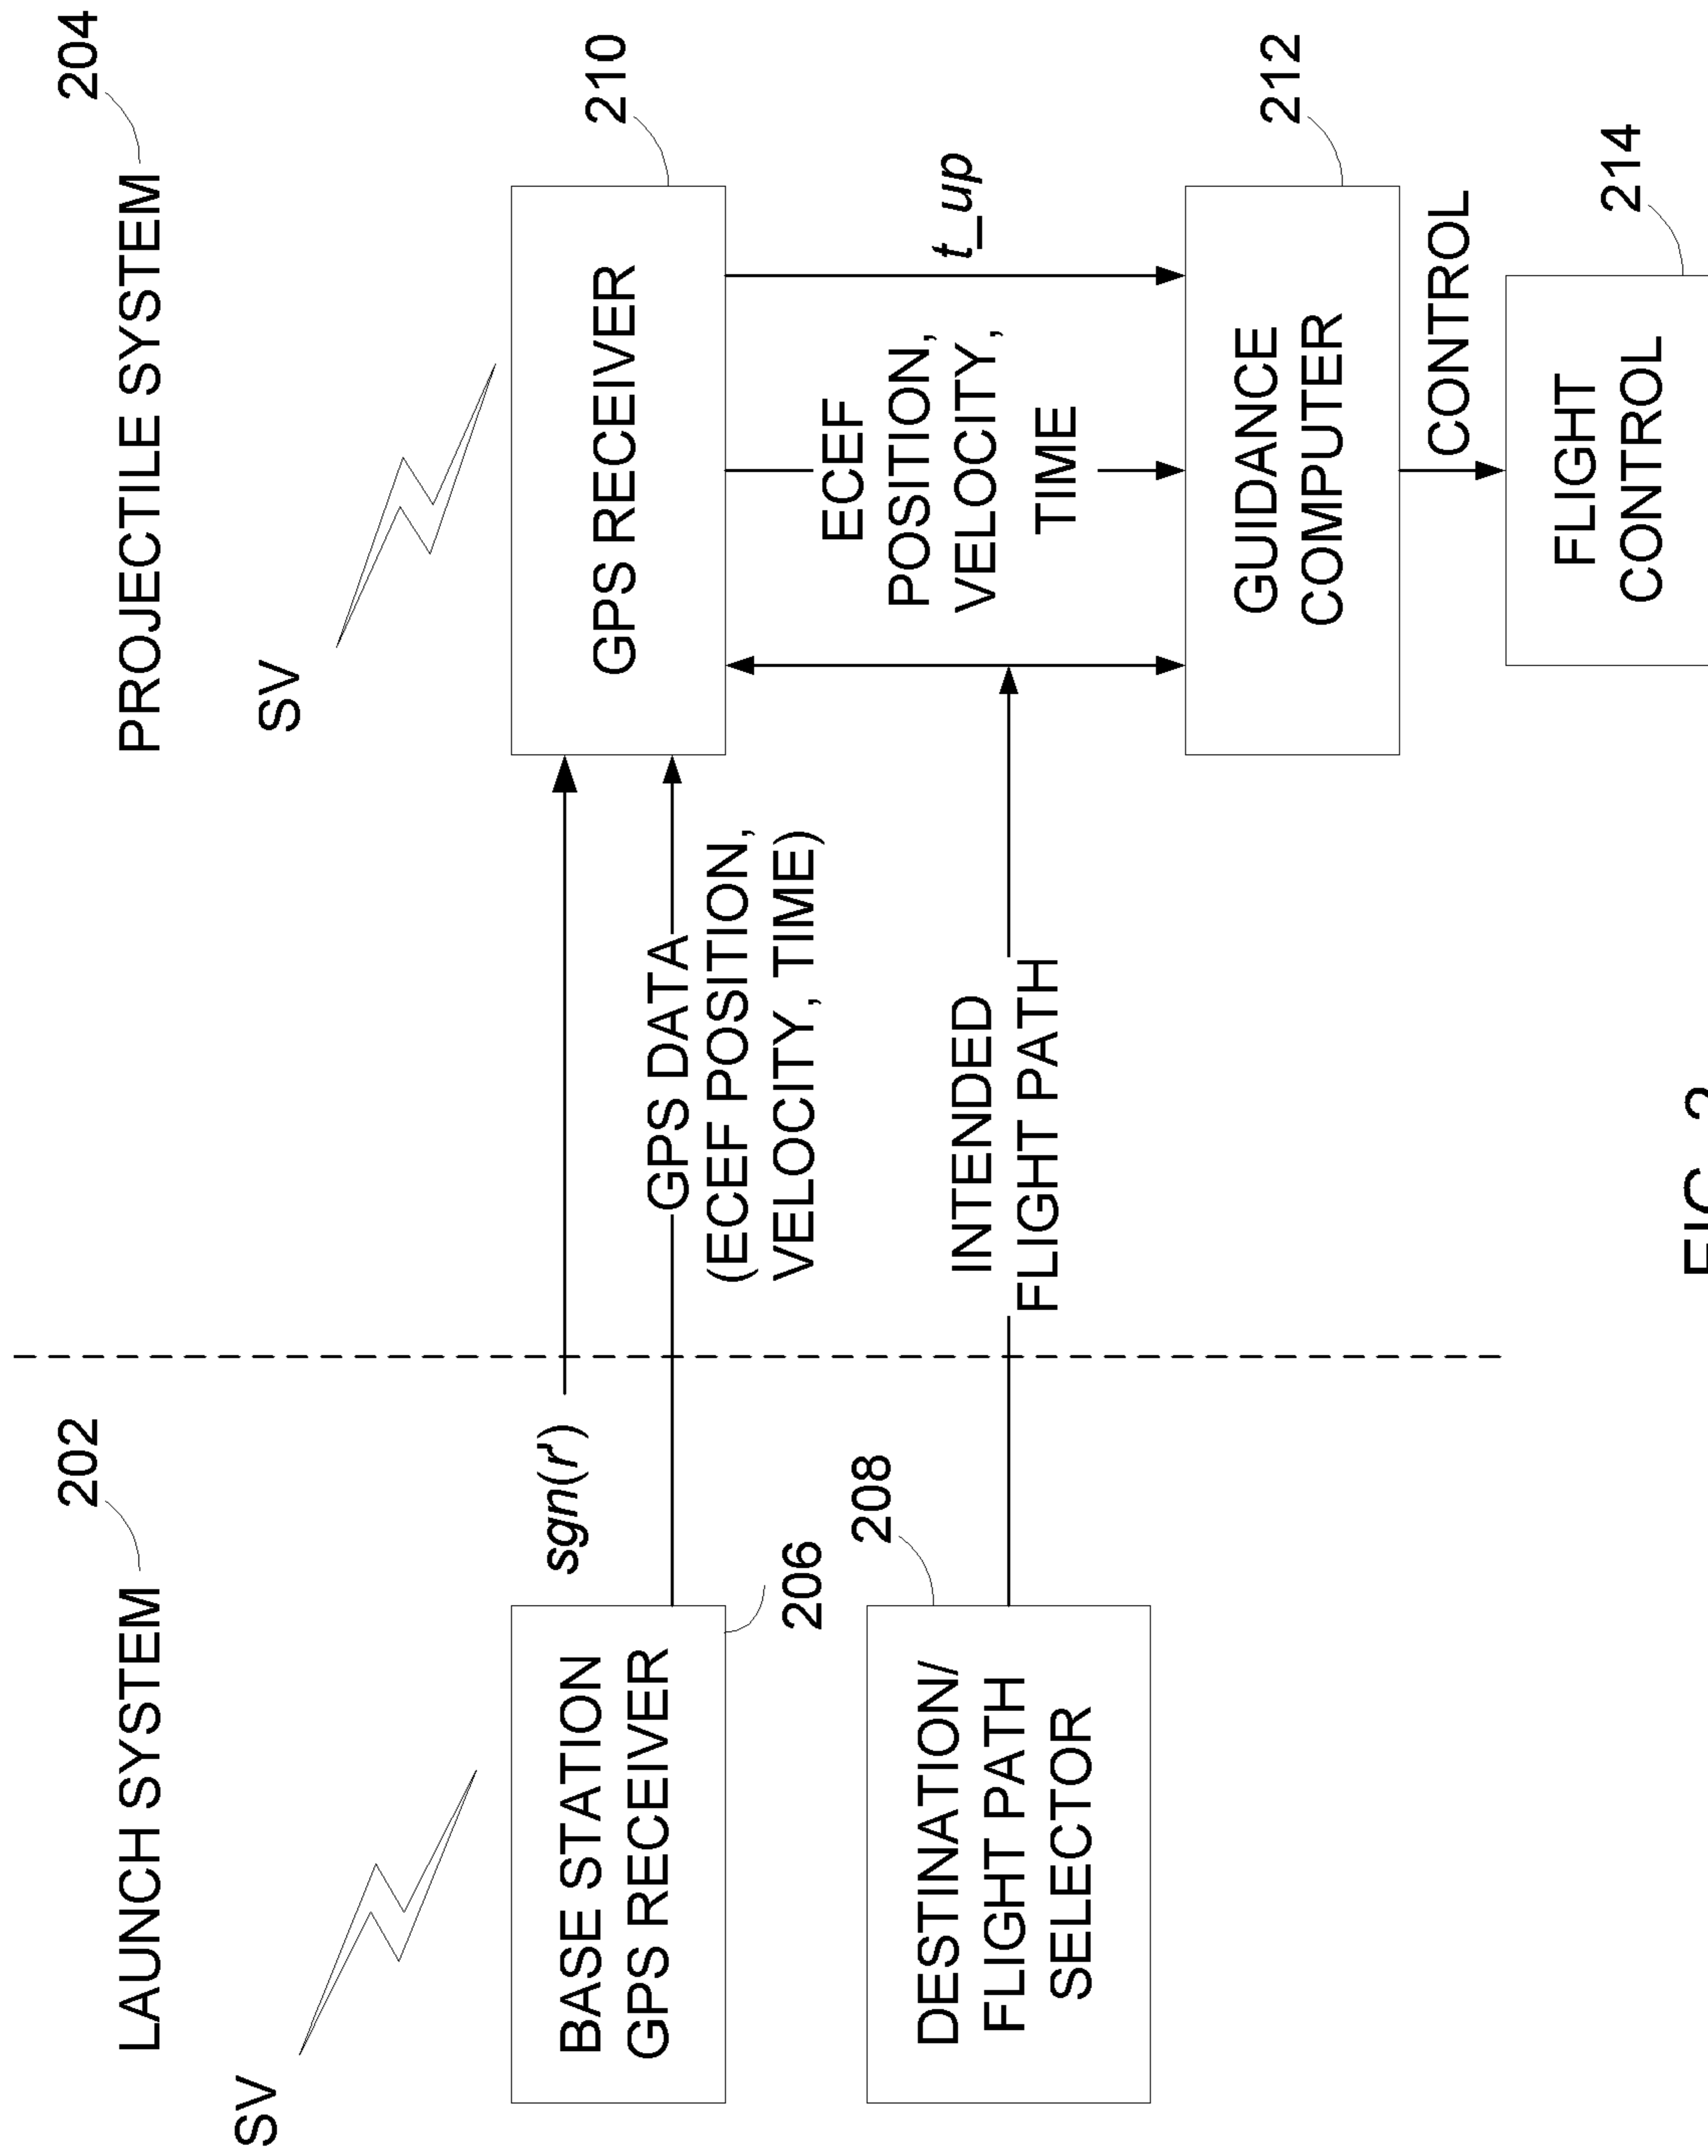 LAUNCH SYSTEM
202
PROJECTILE SYSTEM
204
SV
SV
BASE STATION
GPS RECEIVER
206
sgn(r')
GPS DATA
(ECEF POSITION,
VELOCITY, TIME)
GPS RECEIVER
210
DESTINATION/
FLIGHT PATH
SELECTOR
208
INTENDED
FLIGHT PATH
ECEF
POSITION,
VELOCITY,
TIME
t_up
GUIDANCE
COMPUTER
212
CONTROL
FLIGHT
CONTROL
214